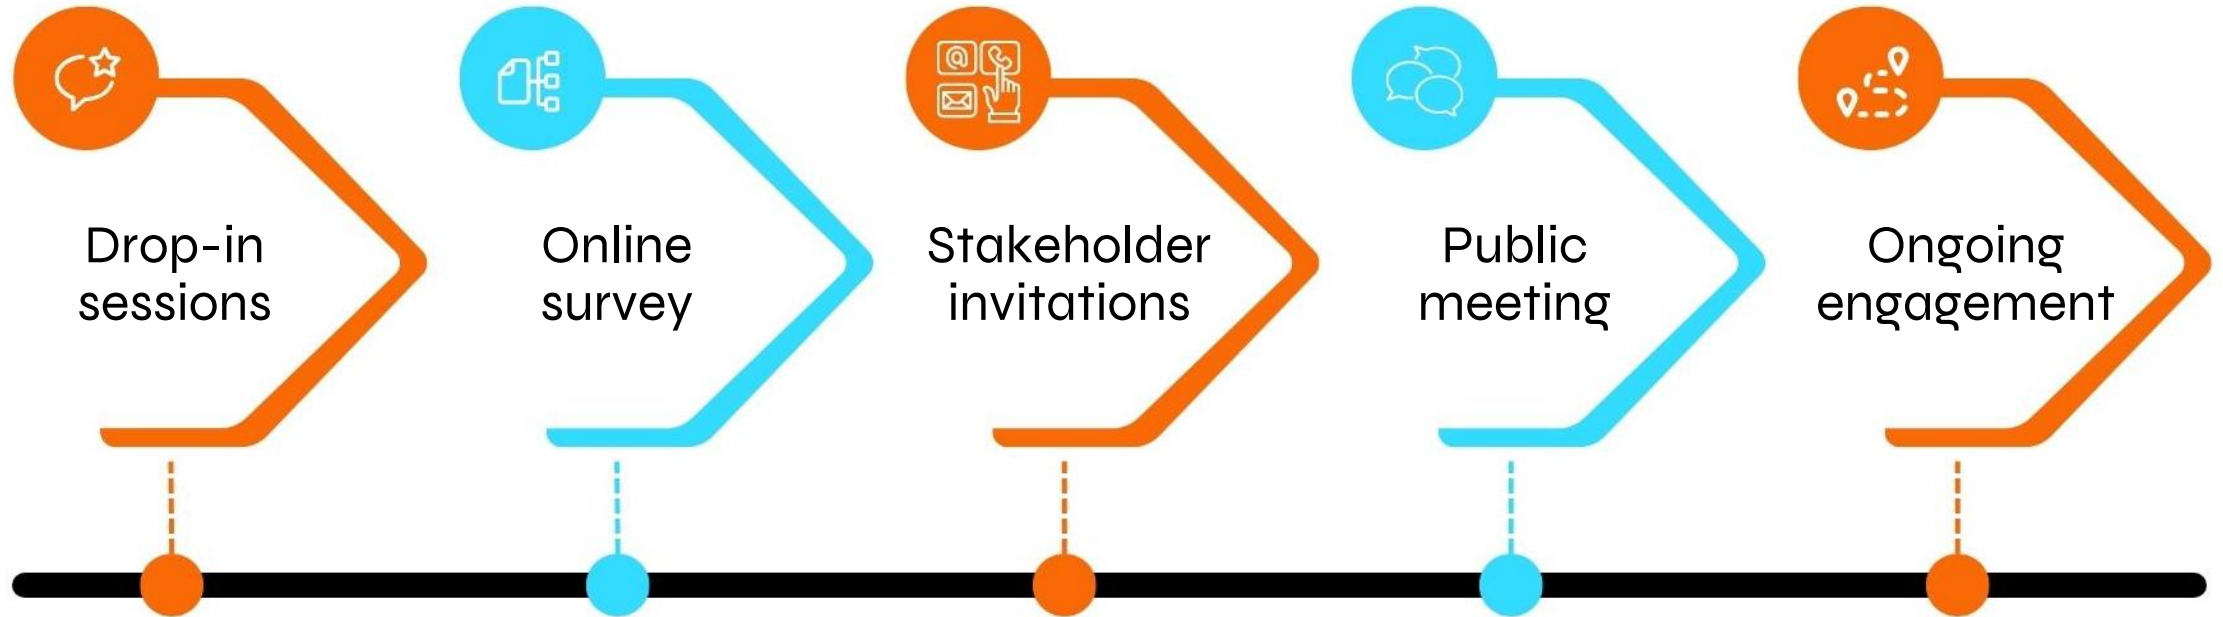 Drop-in
sessions
Online
survey
Stakeholder
invitations
Public
meeting
Ongoing
engagement